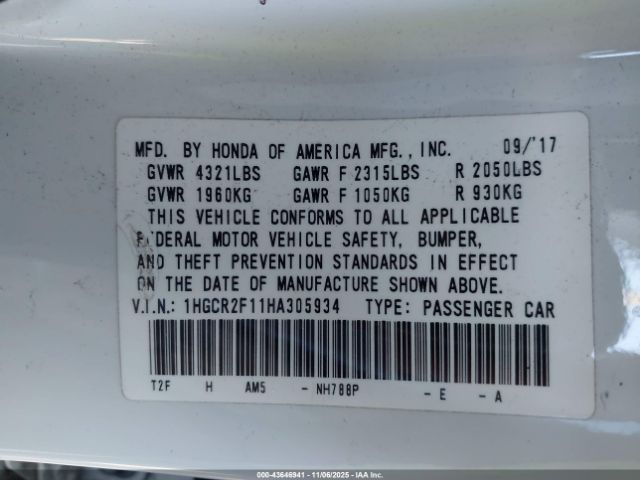 MFD. BY HONDA OF AMERICA MFG., INC. 09/'17
GVWR 4321LBS GAWR F 2315LBS R 2050LBS
GVWR 1960KG GAWR F 1050KG R 930KG
THIS VEHICLE CONFORMS TO ALL APPLICABLE
FEDERAL MOTOR VEHICLE SAFETY, BUMPER,
AND THEFT PREVENTION STANDARDS IN EFFECT
ON THE DATE OF MANUFACTURE SHOWN ABOVE.
V.I.N.: 1HGCR2F11HA305934 TYPE: PASSENGER CAR
T2F H AM5 - NH788P - E - A
000-43646941 - 11/06/2025 - IAAI.com